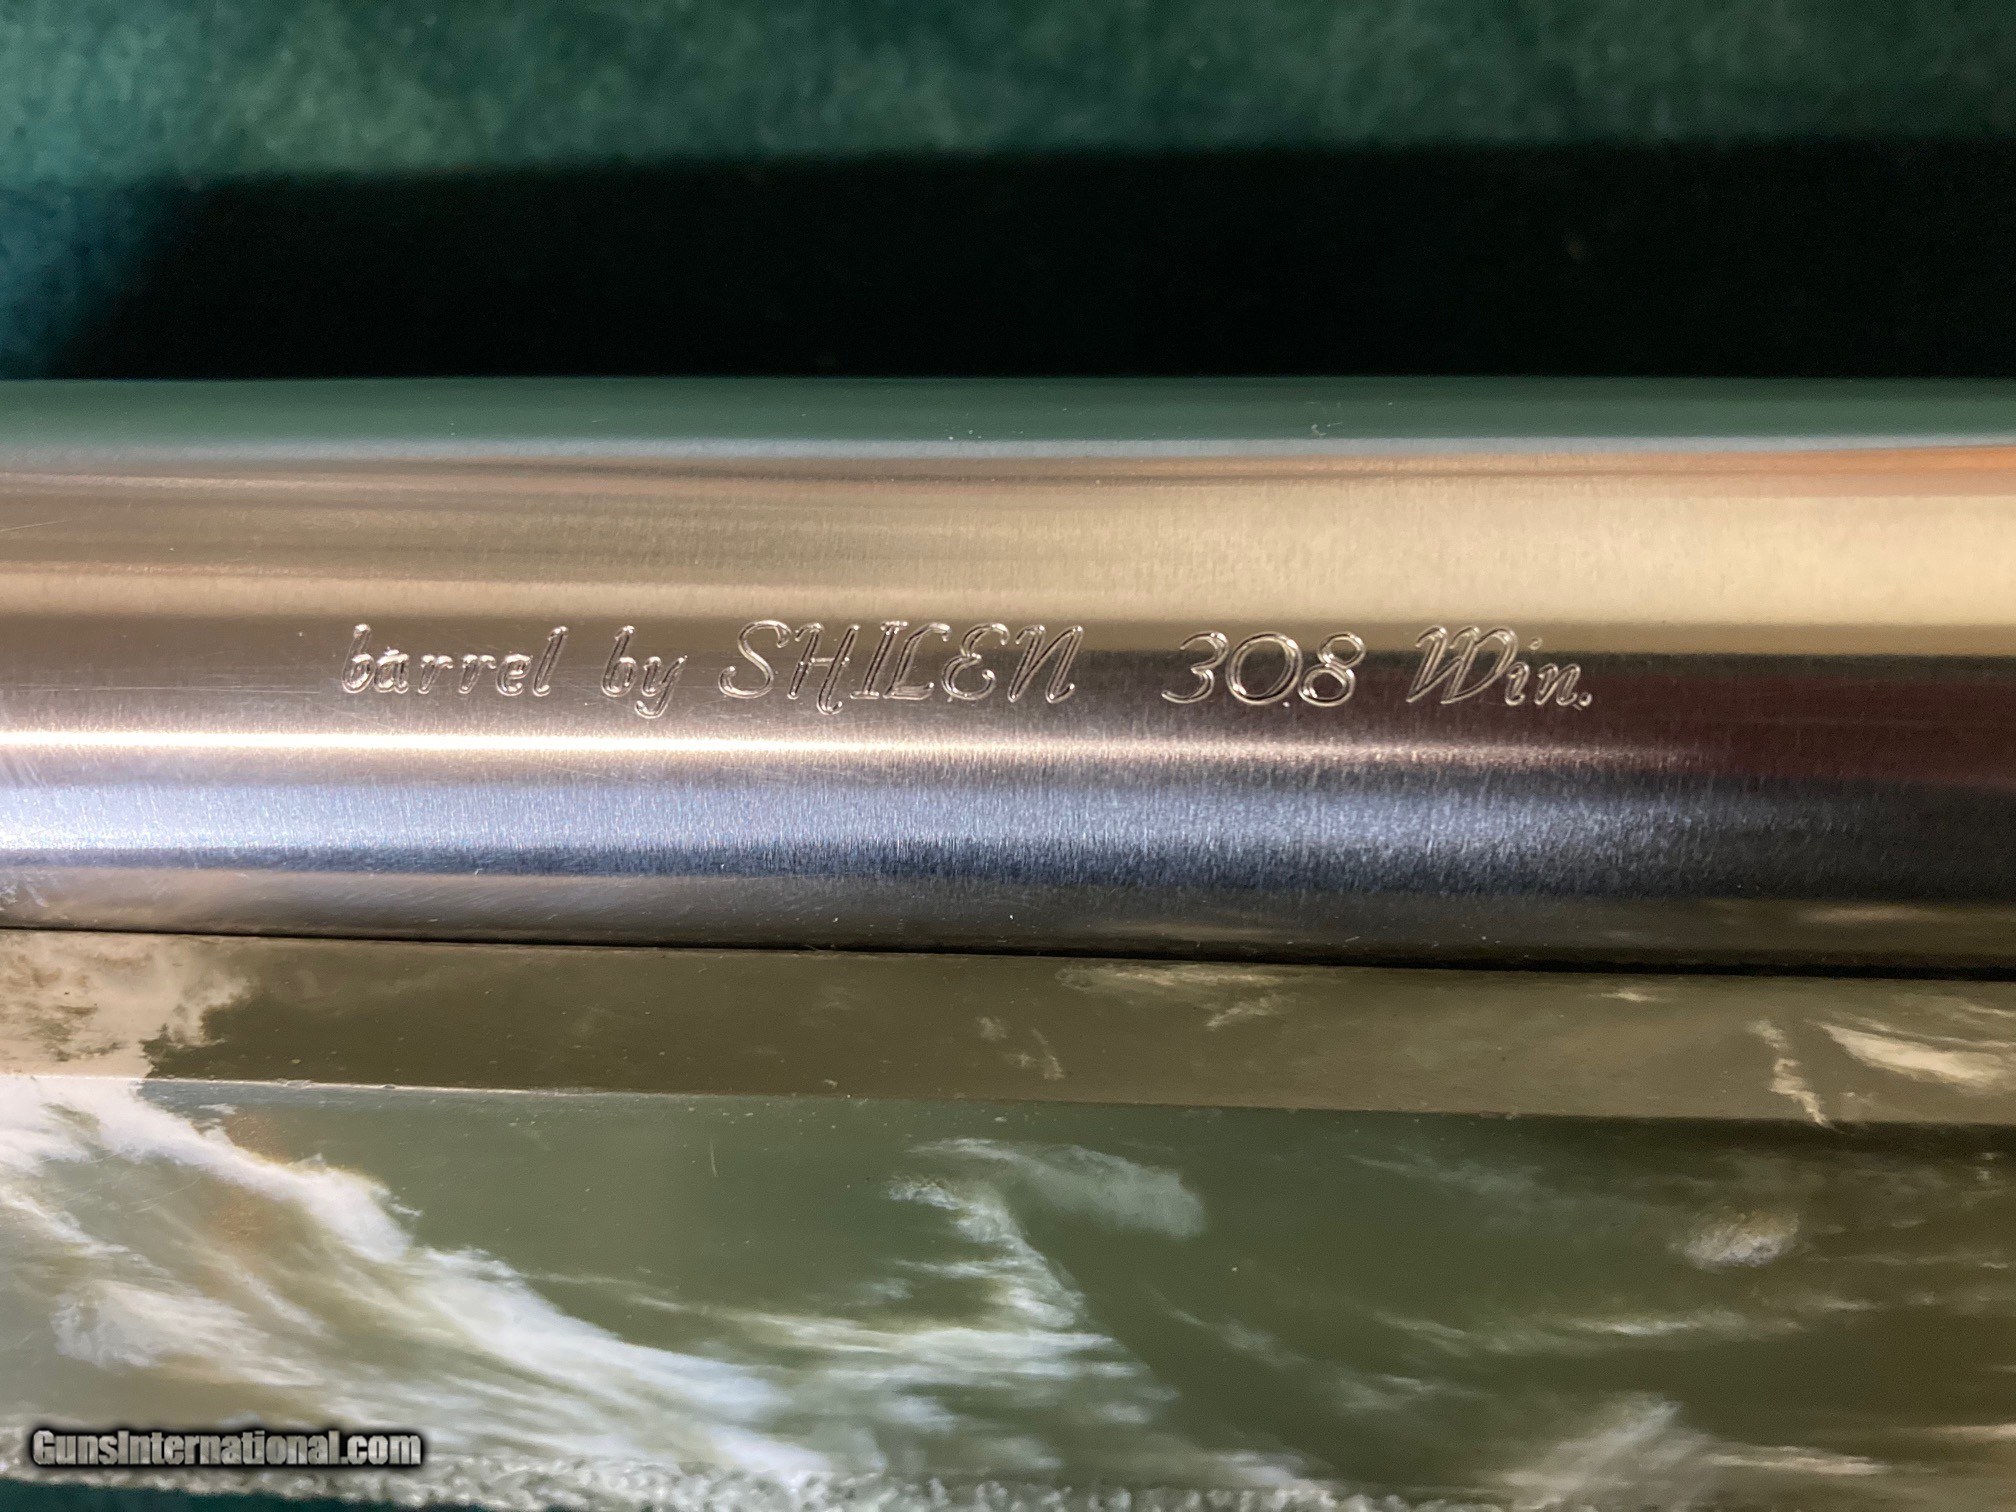 barrel by SHILEN 308 Win.
GunsInternational.com